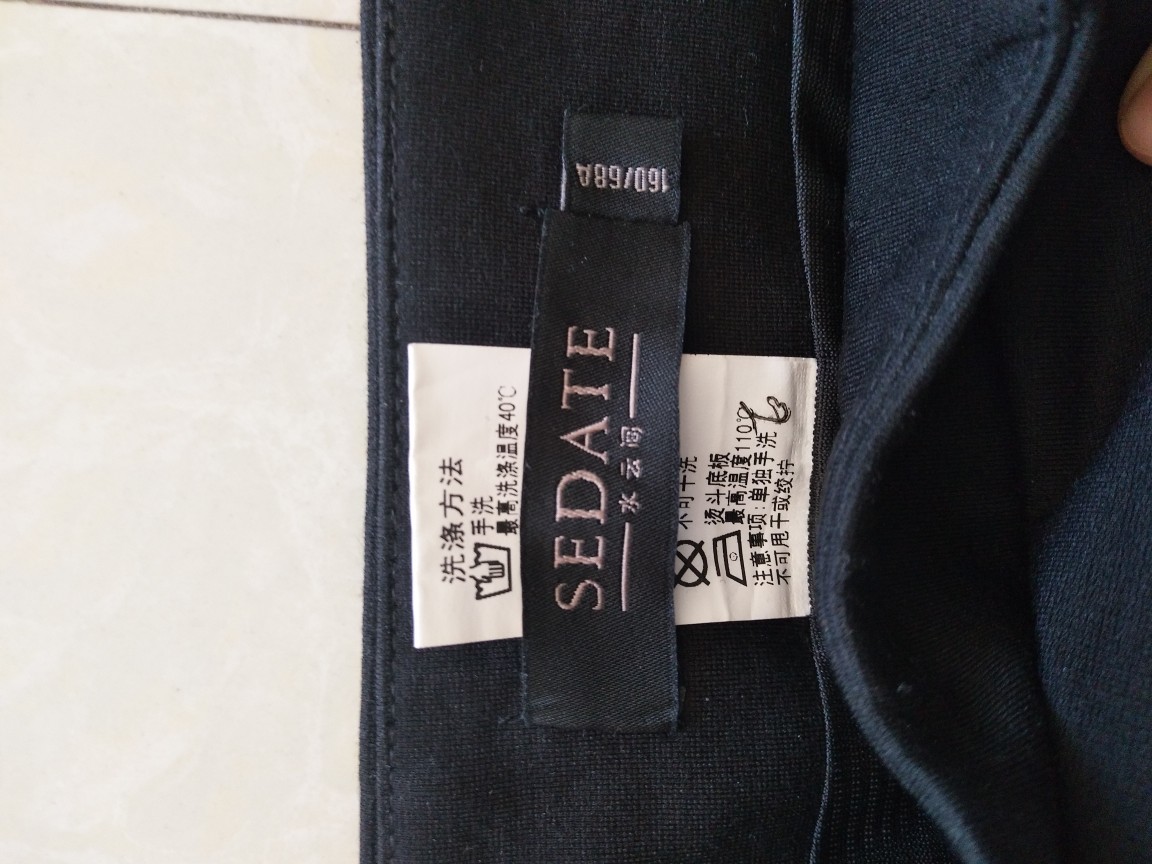 160/68A
SEDATE
水云间
洗涤方法
手洗
最高洗涤温度40℃
不可干洗
烫斗底板
最高温度110℃
注意事项:单独手洗
不可甩干或绞拧